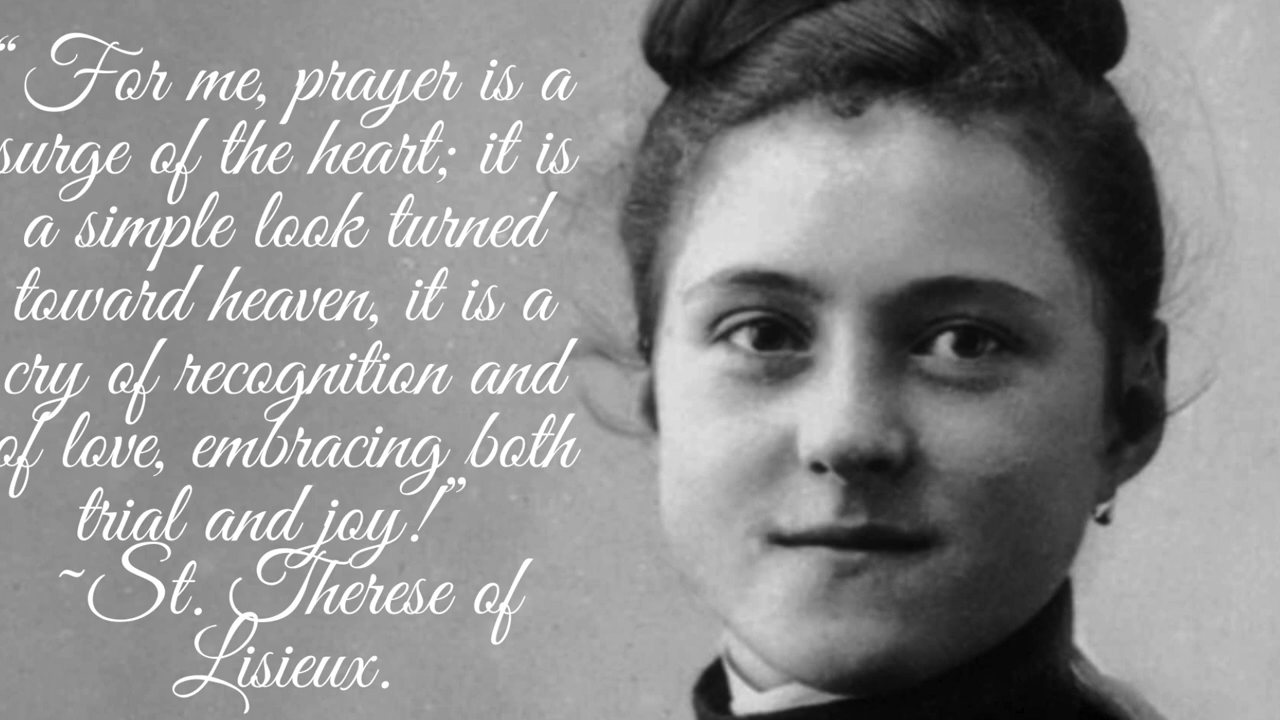 “For me, prayer is a
surge of the heart; it is
a simple look turned
toward heaven, it is a
cry of recognition and
of love, embracing both
trial and joy!”
~St. Therese of
Lisieux.